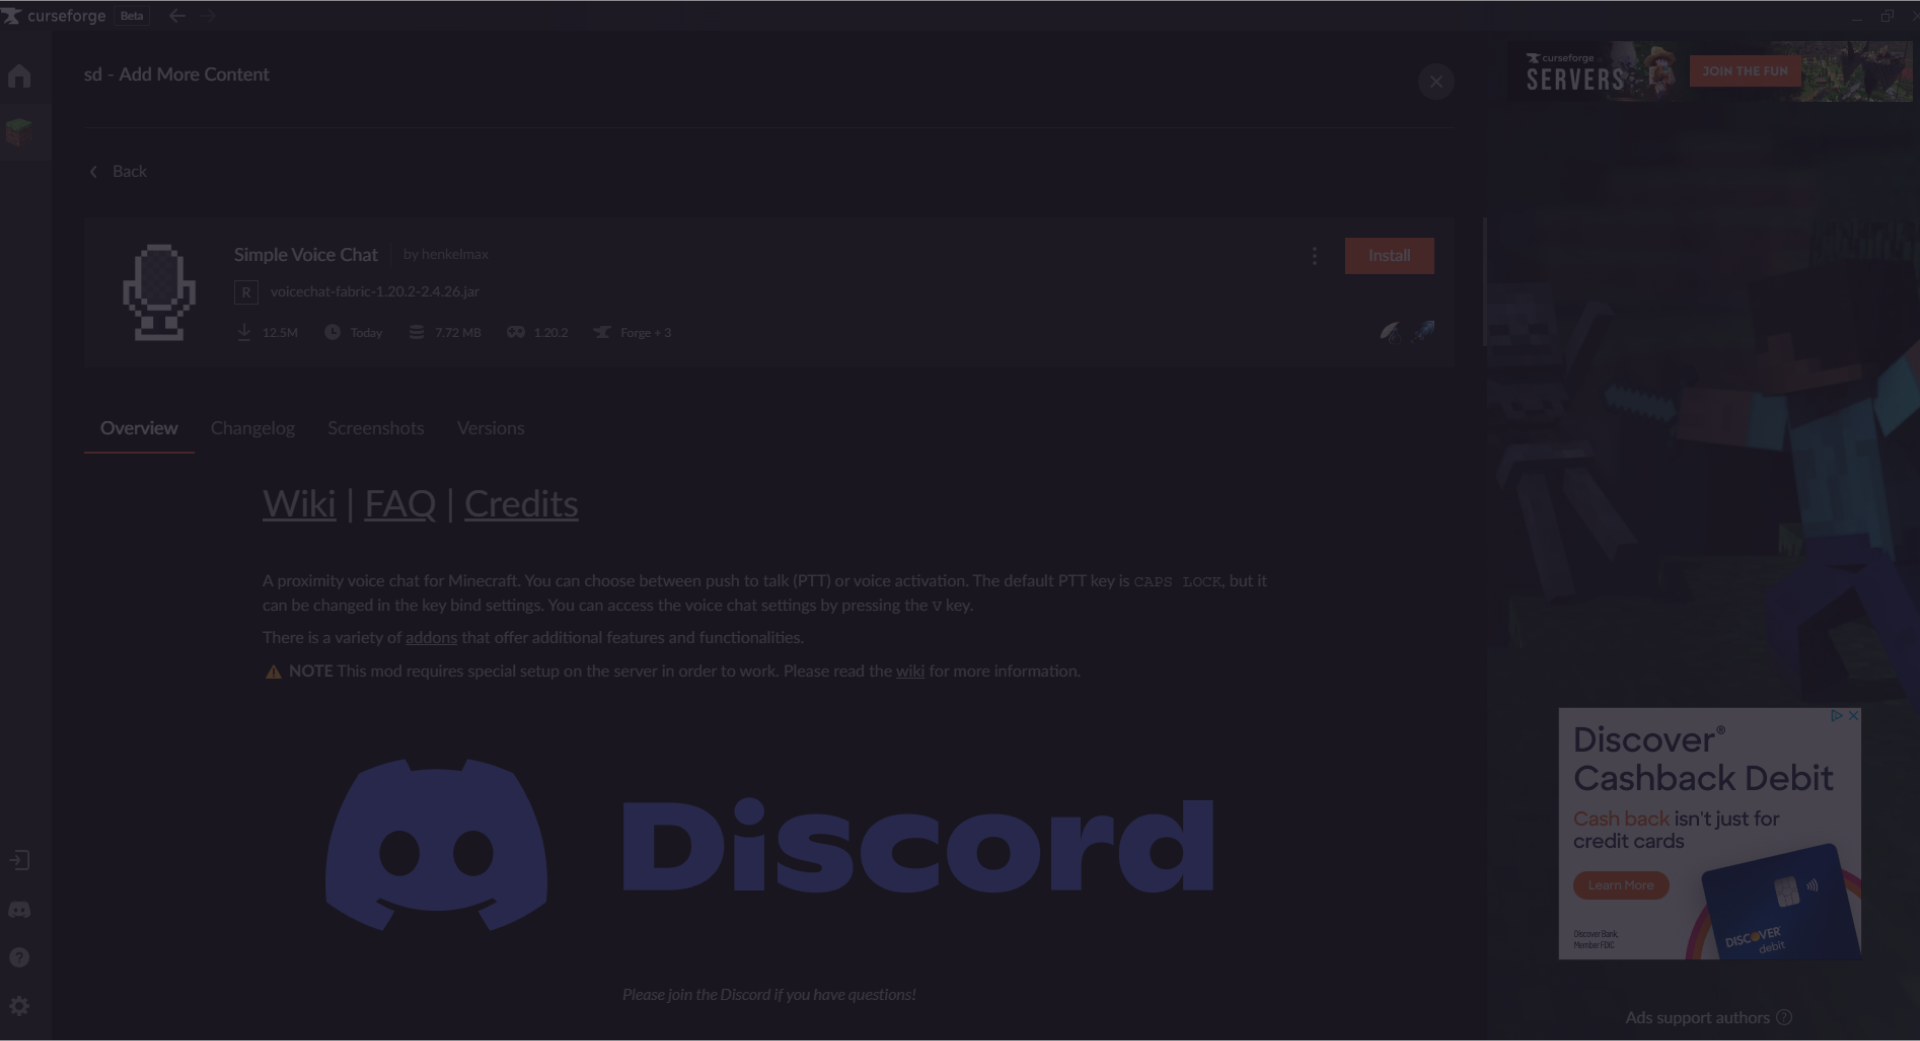 curseforge Beta
sd - Add More Content
curseforge
SERVERS
JOIN THE FUN
Back
Simple Voice Chat by henkelmax
Install
R voicechat-fabric-1.20.2-2.4.26.jar
12.5M Today 7.72 MB 1.20.2 Forge + 3
Overview Changelog Screenshots Versions
Wiki | FAQ | Credits
A proximity voice chat for Minecraft. You can choose between push to talk (PTT) or voice activation. The default PTT key is CAPS LOCK, but it
can be changed in the key bind settings. You can access the voice chat settings by pressing the V key.
There is a variety of addons that offer additional features and functionalities.
NOTE This mod requires special setup on the server in order to work. Please read the wiki for more information.
Discord
Please join the Discord if you have questions!
Discover®
Cashback Debit
Cash back isn't just for
credit cards
Learn More
Discover Bank,
Member FDIC
DISCOVER
debit
Ads support authors